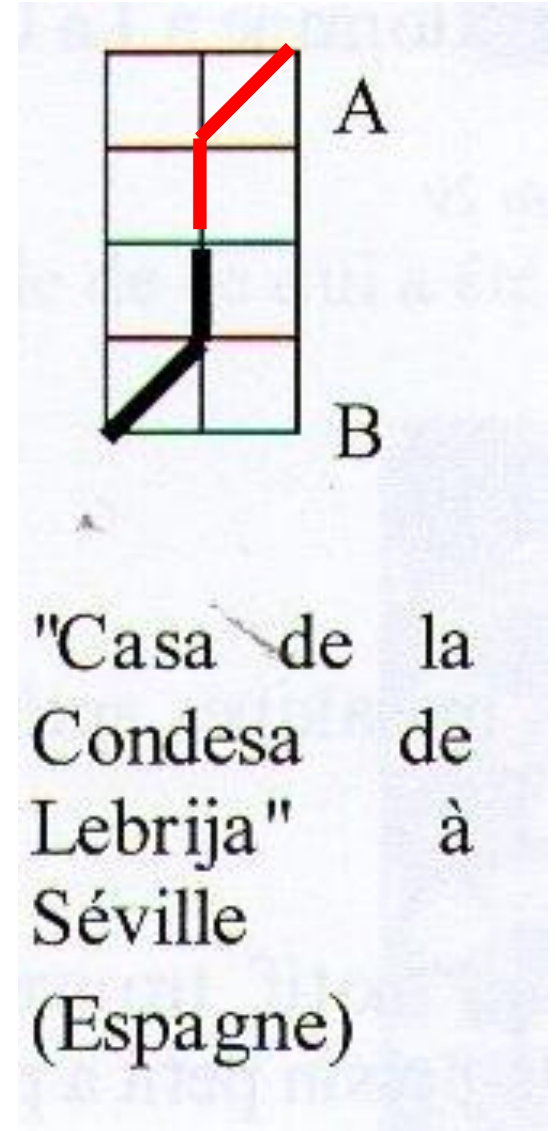 A
B
"Casa de la
Condesa de
Lebrija" à
Séville
(Espagne)